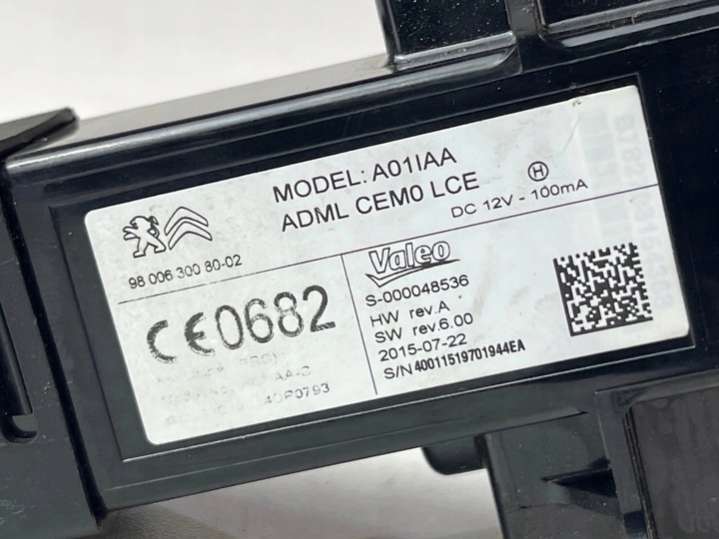 MODEL: A01IAA
ADML CEM0 LCE
H
DC 12V - 100mA
98 006 300 80-02
Valeo
S-000048536
HW rev.A
SW rev.6.00
2015-07-22
S/N 40011519701944EA
CE0682